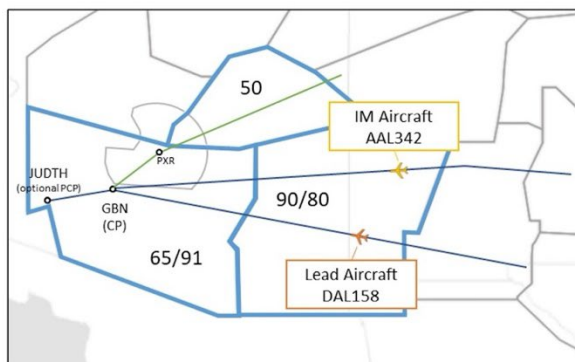 50
IM Aircraft
AAL342
PXR
JUDTH
(optional PCP)
GBN
(CP)
90/80
65/91
Lead Aircraft
DAL158